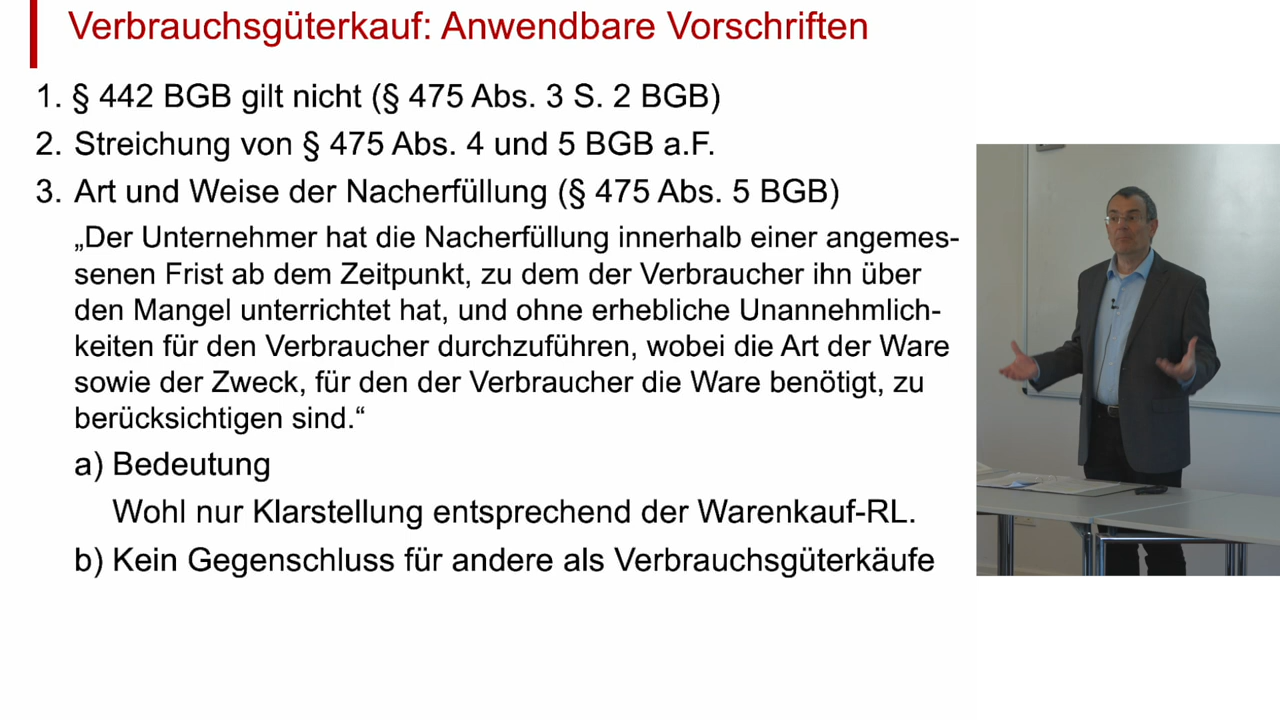 Verbrauchsgüterkauf: Anwendbare Vorschriften
1. § 442 BGB gilt nicht (§ 475 Abs. 3 S. 2 BGB)
2. Streichung von § 475 Abs. 4 und 5 BGB a.F.
3. Art und Weise der Nacherfüllung (§ 475 Abs. 5 BGB)
„Der Unternehmer hat die Nacherfüllung innerhalb einer angemes-
senen Frist ab dem Zeitpunkt, zu dem der Verbraucher ihn über
den Mangel unterrichtet hat, und ohne erhebliche Unannehmlich-
keiten für den Verbraucher durchzuführen, wobei die Art der Ware
sowie der Zweck, für den der Verbraucher die Ware benötigt, zu
berücksichtigen sind.“
a) Bedeutung
Wohl nur Klarstellung entsprechend der Warenkauf-RL.
b) Kein Gegenschluss für andere als Verbrauchsgüterkäufe